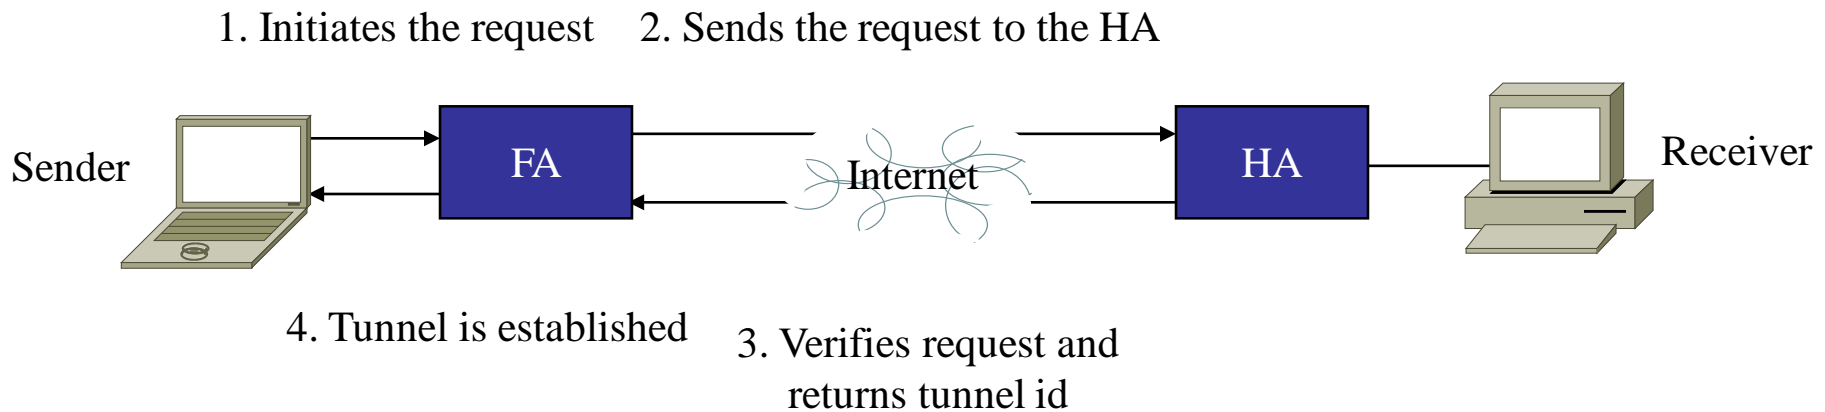 1. Initiates the request
2. Sends the request to the HA
Sender
FA
Internet
HA
Receiver
4. Tunnel is established
3. Verifies request and
returns tunnel id